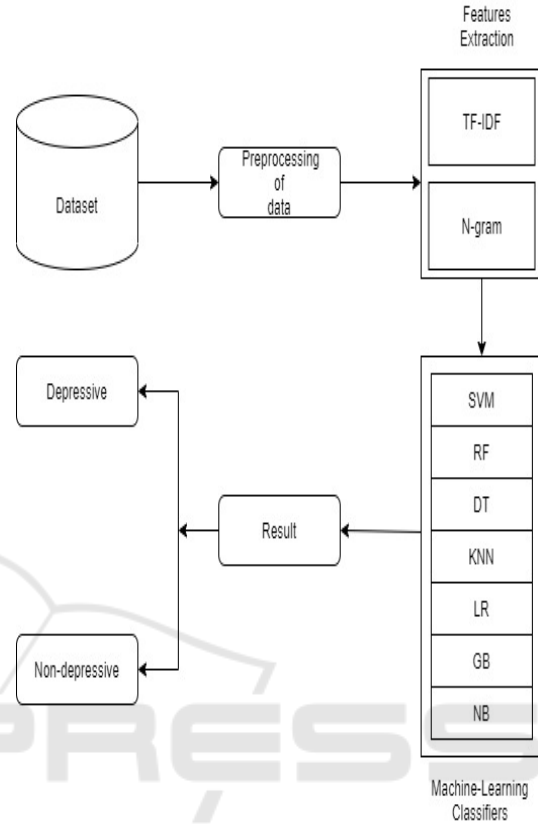 Features
Extraction
TF-IDF
Preprocessing
of
data
Dataset
N-gram
Depressive
SVM
RF
DT
Result
KNN
LR
Non-depressive
GB
NB
PRESS
Machine-Learning
Classifiers